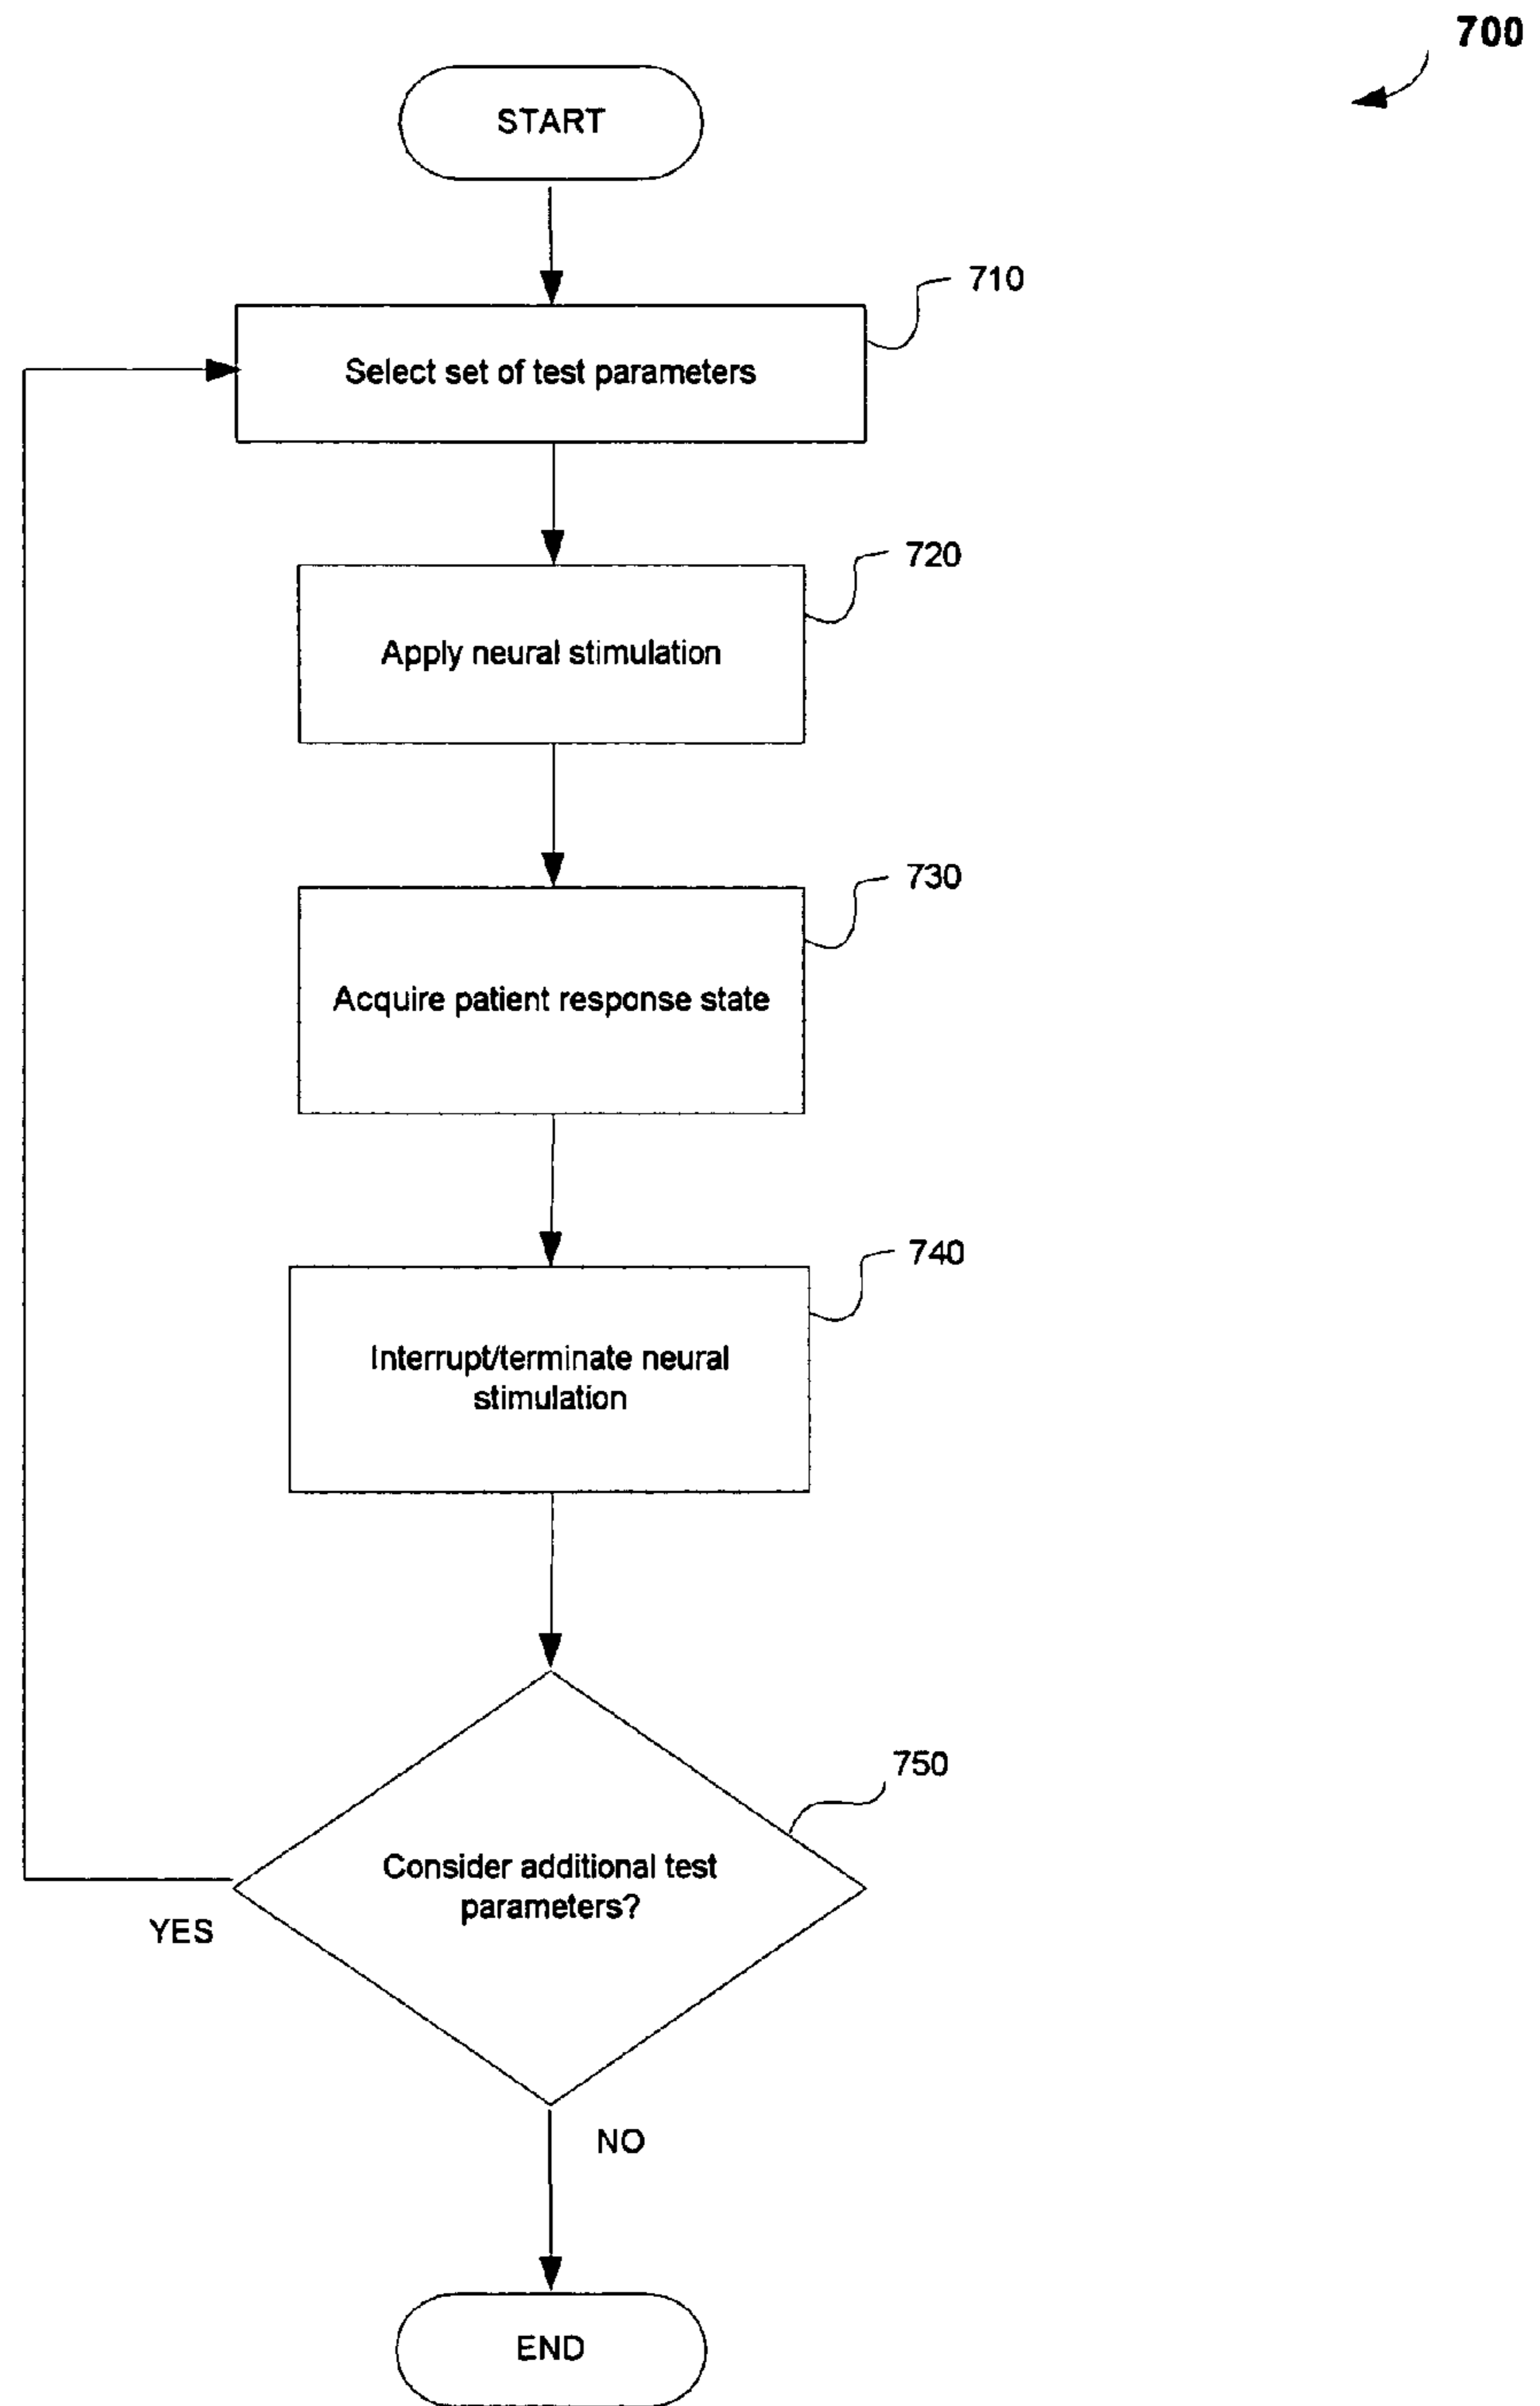 700
START
710
Select set of test parameters
720
Apply neural stimulation
730
Acquire patient response state
740
Interrupt/terminate neural
stimulation
750
Consider additional test
parameters?
YES
NO
END